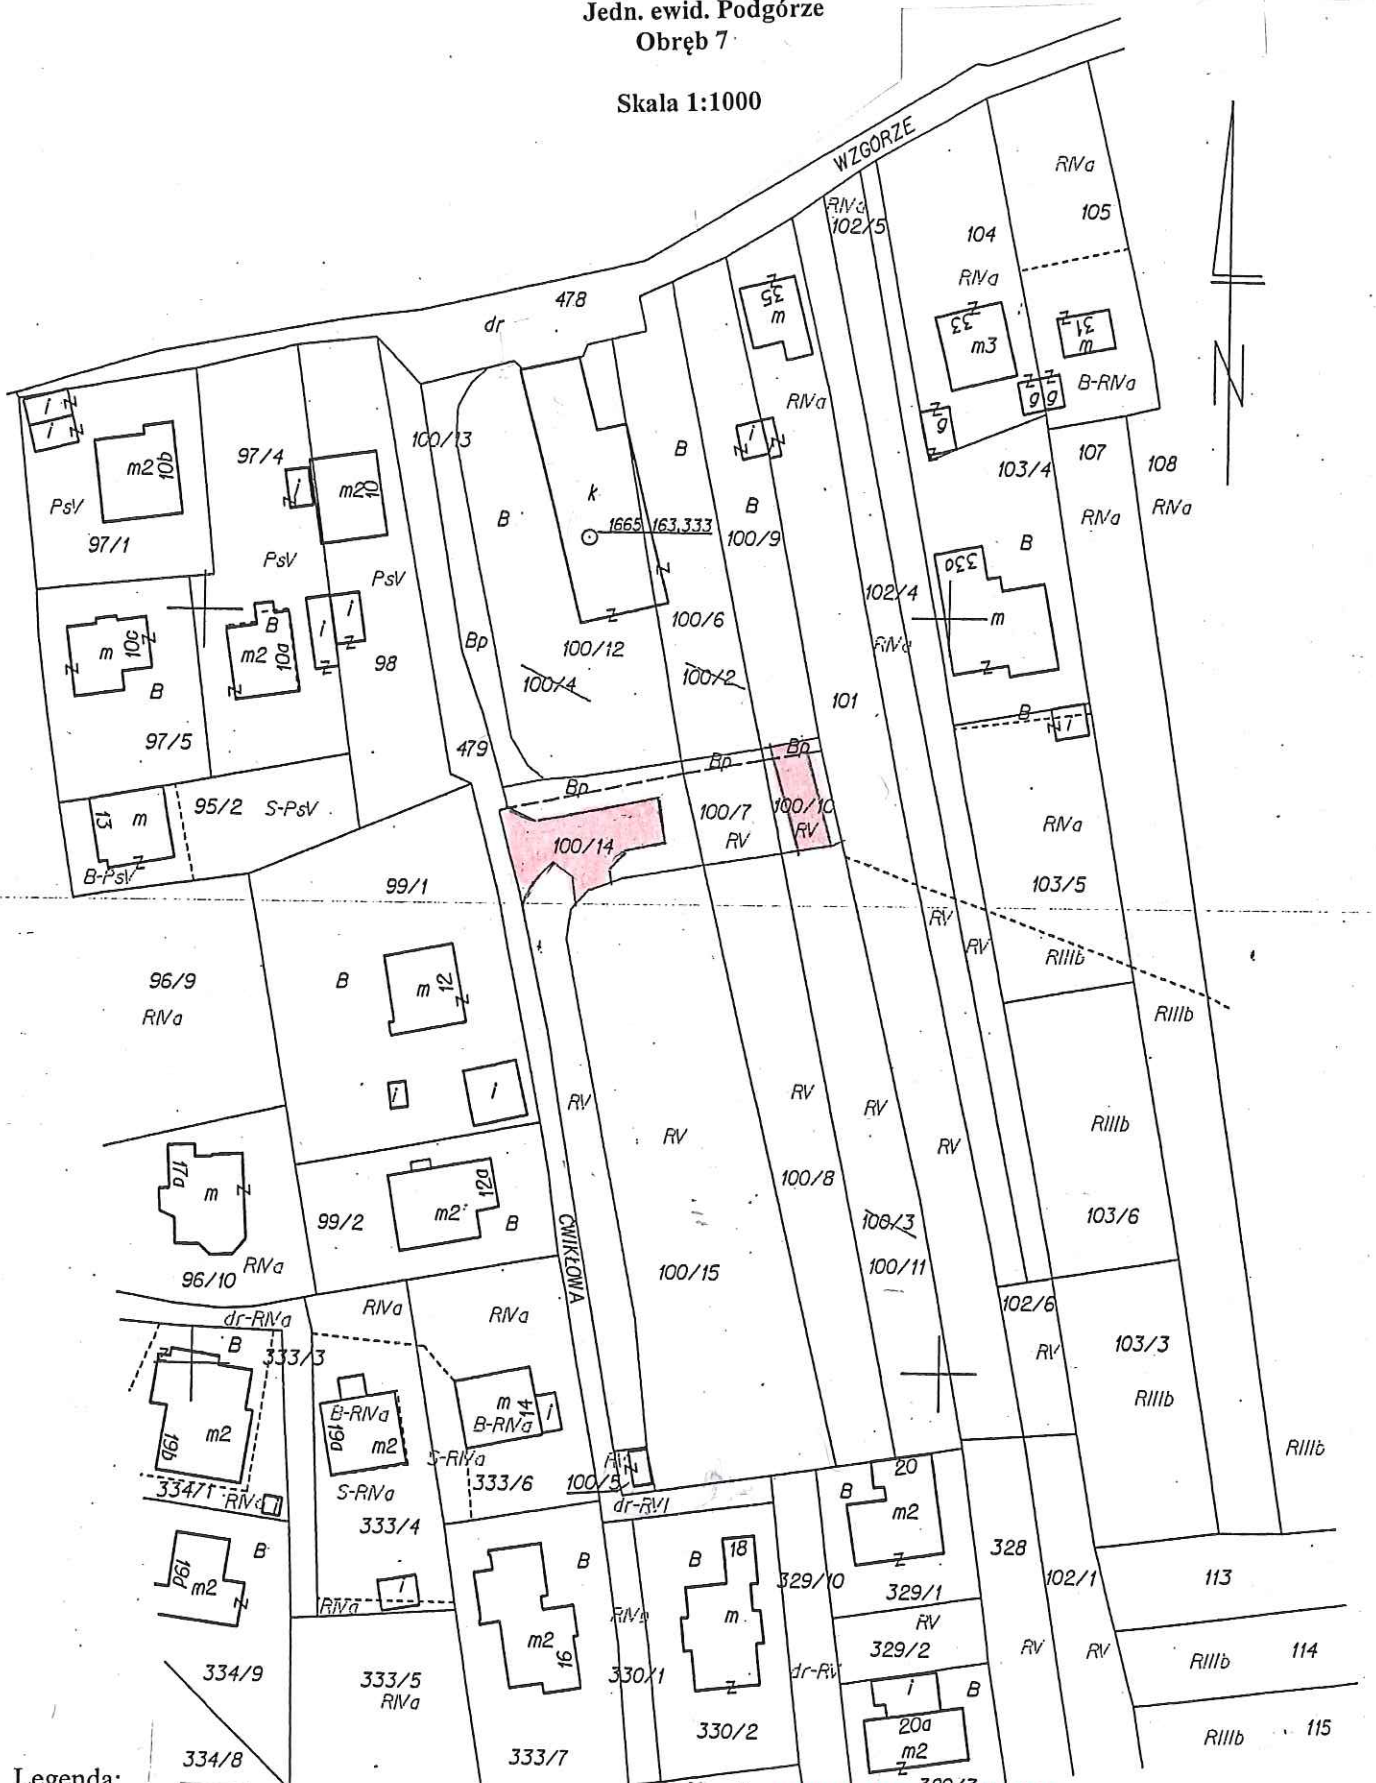 Jedn. ewid. Podgórze
Obręb 7
Skala 1:1000
WZGÓRZE
RIVa
105
RIVa
102/5
104
RIVa
478
dr
35
m
33
m3
31
m
B-RIVa
6
6
6
i
i
m2
10b
97/4
i
m2
10
100/13
B
RIVa
i
PsV
97/1
k
B
B
1665
163,333
100/9
103/4
107
108
RIVa
RIVa
B
330
m
PsV
PsV
102/4
RIVa
m
10c
B
97/5
B
m2
10a
i
i
98
Bp
100/12
100/4
100/6
100/2
101
B
i
479
Bp
Bp
Bp
13
m
B-PsV
95/2
S-PsV
100/14
100/7
RV
100/10
RV
RIVa
99/1
103/5
RV
RV
RIIIb
96/9
RIVa
B
m
12
i
i
RIIIb
RV
RV
RV
RV
RV
RIIIb
17a
m
96/10
RIVa
99/2
m2
12a
B
ĆWIKŁOWA
100/8
100/3
100/11
100/15
103/6
dr-RIVa
RIVa
RIVa
102/6
RV
103/3
RIIIb
B
333/3
19b
m2
B-RIVa
19a
m2
m
14
B-RIVa
i
S-RIVa
333/6
100/5
dr-RVI
RIIIb
334/1
RIVa
i
S-RIVa
333/4
20
B
m2
329/1
328
102/1
113
19d
m2
B
i
RIVa
B
m2
16
B
18
m
329/10
RV
329/2
RV
RV
RIIIb
114
334/9
333/5
RIVa
330/1
dr-RV
i
B
20a
m2
330/2
RIIIb
115
334/8
333/7
Legenda: